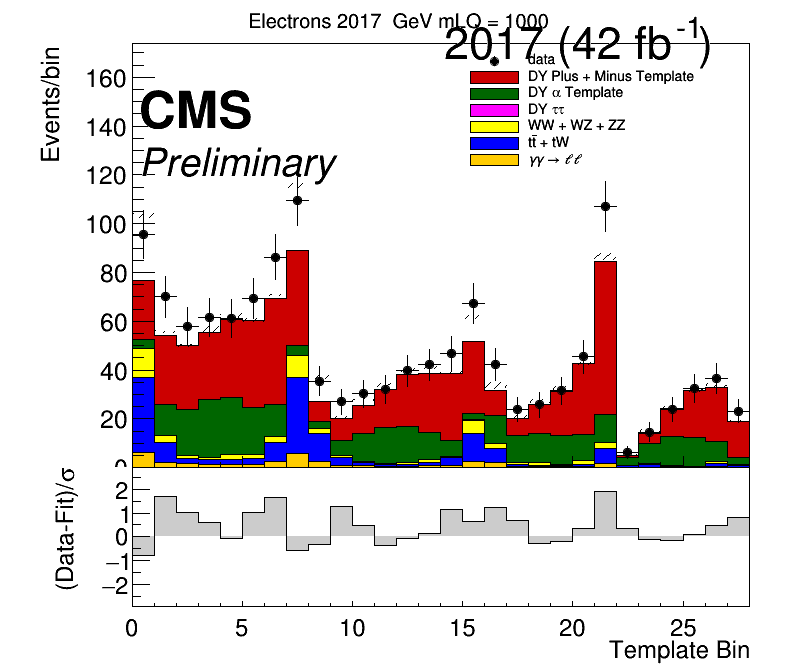 Electrons 2017 GeV mLQ = 1000
2017 (42 fb⁻¹)
Events/bin
160
140
120
100
80
60
40
20
0
CMS
Preliminary
data
DY Plus + Minus Template
DY α Template
DY ττ
WW + WZ + ZZ
tt̄ + tW
γγ → ℓℓ
(Data-Fit)/σ
2
1
0
−1
−2
0
5
10
15
20
25
Template Bin